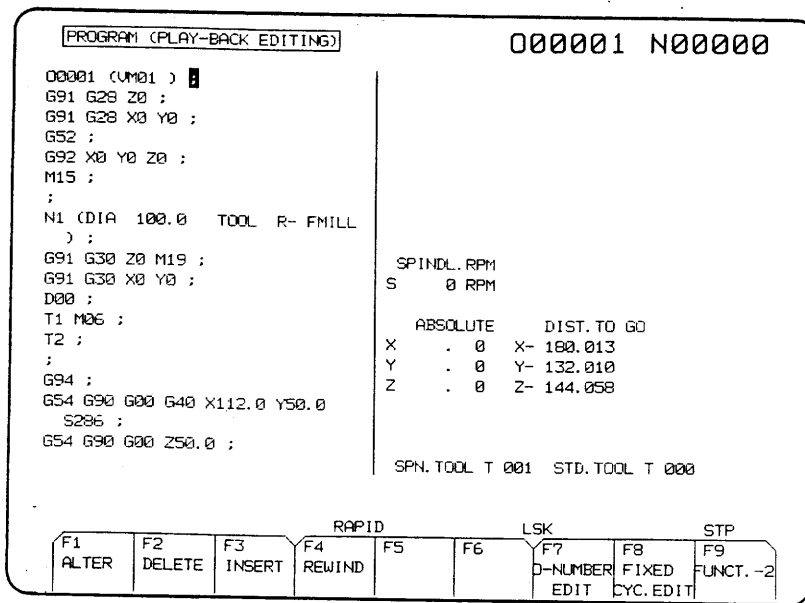 PROGRAM (PLAY-BACK EDITING)
O00001 N00000
O0001 (VM01 ) ;
G91 G28 Z0 ;
G91 G28 X0 Y0 ;
G52 ;
G92 X0 Y0 Z0 ;
M15 ;
;
N1 (DIA 100.0 TOOL R- FMILL
) ;
G91 G30 Z0 M19 ;
G91 G30 X0 Y0 ;
D00 ;
T1 M06 ;
T2 ;
;
G94 ;
G54 G90 G00 G40 X112.0 Y50.0
S286 ;
G54 G90 G00 Z50.0 ;
SPINDL.RPM
S 0 RPM
ABSOLUTE DIST.TO GO
X . 0 X- 180.013
Y . 0 Y- 132.010
Z . 0 Z- 144.058
SPN.TOOL T 001 STD.TOOL T 000
RAPID LSK STP
F1 F2 F3 F4 F5 F6 F7 F8 F9
ALTER DELETE INSERT REWIND O-NUMBER FIXED FUNCT.-2
EDIT CYC.EDIT